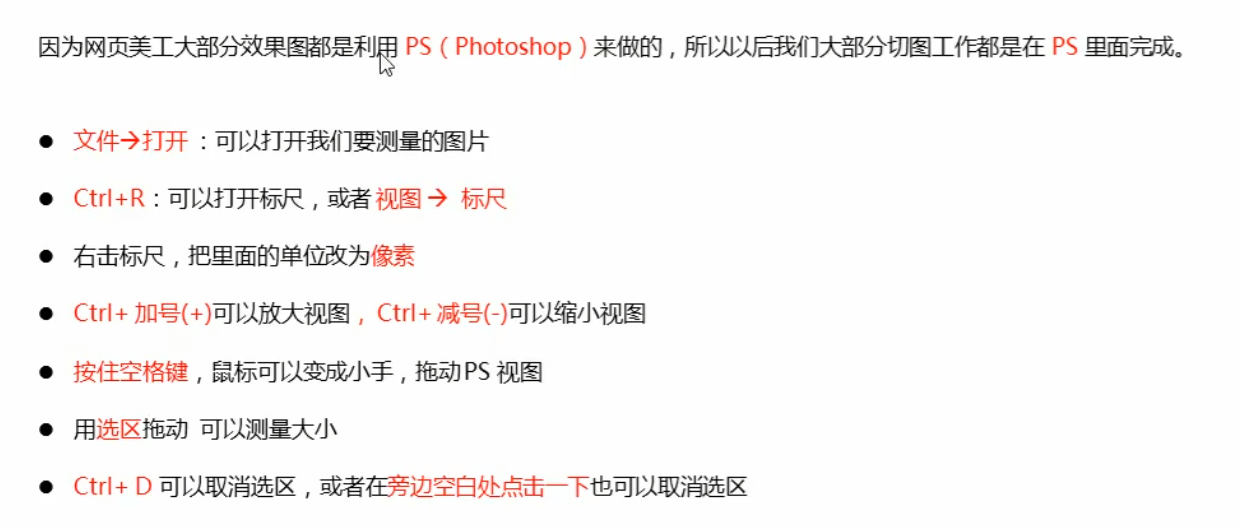 因为网页美工大部分效果图都是利用 PS（Photoshop）来做的，所以以后我们大部分切图工作都是在 PS 里面完成。
● 文件→打开 ：可以打开我们要测量的图片
● Ctrl+R：可以打开标尺，或者 视图 → 标尺
● 右击标尺，把里面的单位改为像素
● Ctrl+ 加号(+)可以放大视图， Ctrl+ 减号(-)可以缩小视图
● 按住空格键，鼠标可以变成小手，拖动 PS 视图
● 用选区拖动 可以测量大小
● Ctrl+ D 可以取消选区，或者在旁边空白处点击一下也可以取消选区